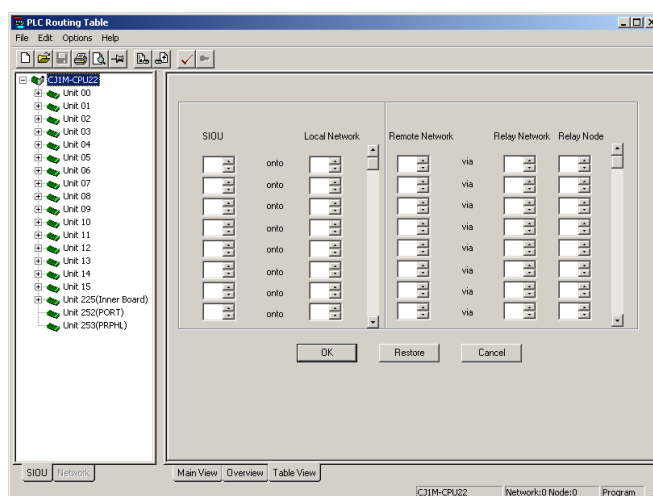 PLC Routing Table
File Edit Options Help
CJ1M-CPU22
Unit 00
Unit 01
Unit 02
Unit 03
Unit 04
Unit 05
Unit 06
Unit 07
Unit 08
Unit 09
Unit 10
Unit 11
Unit 12
Unit 13
Unit 14
Unit 15
Unit 225(Inner Board)
Unit 252(PORT)
Unit 253(PRPHL)
SIOU Network
SIOU Local Network Remote Network Relay Network Relay Node
onto via
onto via
onto via
onto via
onto via
onto via
onto via
onto via
OK Restore Cancel
Main View Overview Table View
CJ1M-CPU22 Network:0 Node:0 Program